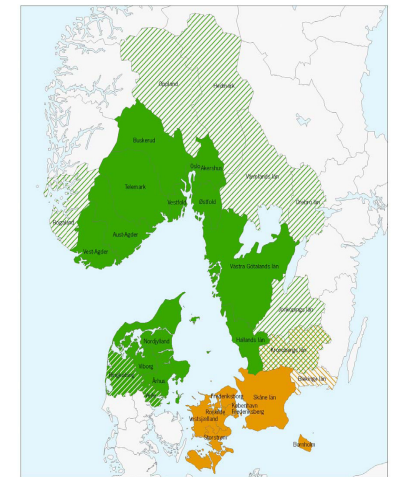 Oppland
Hedmark
Buskerud
Oslo Akershus
Värmlands län
Telemark
Vestfold
Østfold
Örebro län
Rogaland
Aust-Agder
Vest-Agder
Västra Götalands län
Jönköpings län
Nordjylland
Hallands län
Kronobergs län
Viborg
Århus
Blekinge län
Frederiksborg
Skåne län
Roskilde
København
Vestsjælland
Frederiksberg
Storstrøm
Bornholm